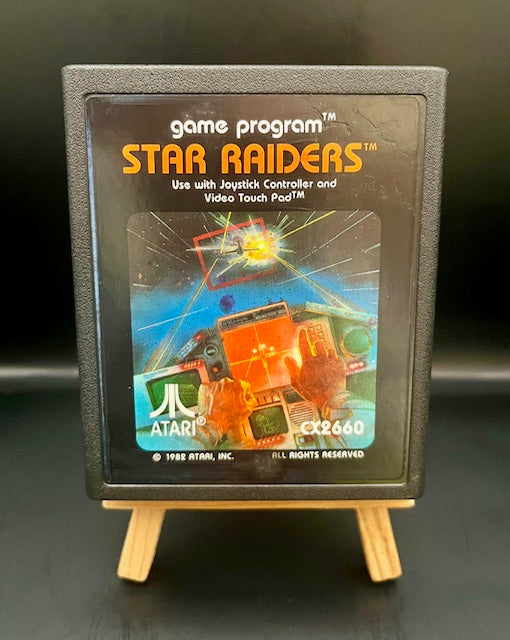 game program™
STAR RAIDERS™
Use with Joystick Controller and
Video Touch Pad™
ATARI®
CX2660
© 1982 ATARI, INC. ALL RIGHTS RESERVED